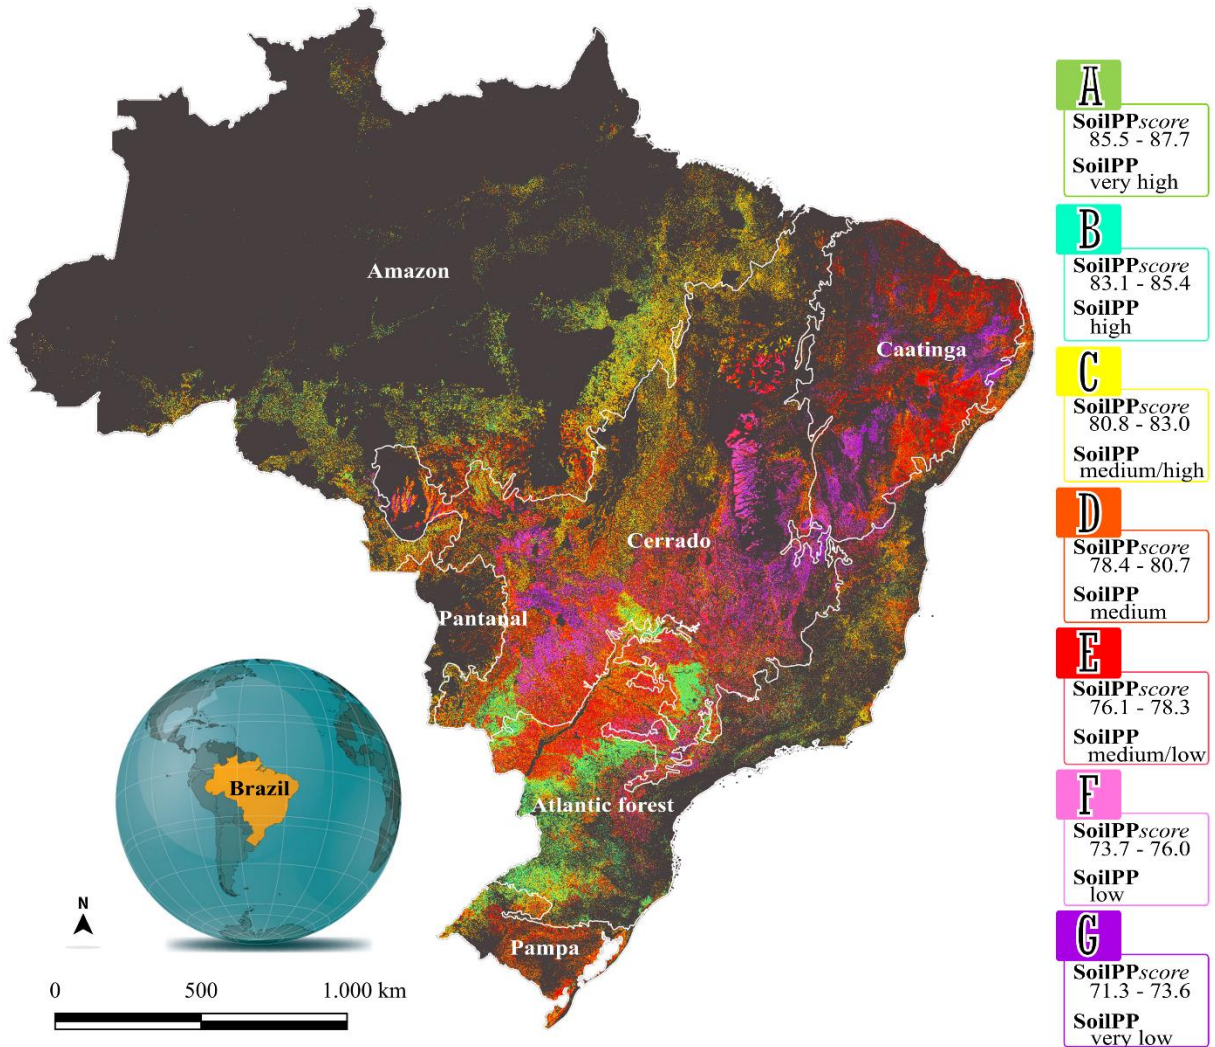 Amazon
Caatinga
Cerrado
Pantanal
Atlantic forest
Pampa
Brazil
N
0 500 1.000 km
A
SoilPPscore
85.5 - 87.7
SoilPP
very high
B
SoilPPscore
83.1 - 85.4
SoilPP
high
C
SoilPPscore
80.8 - 83.0
SoilPP
medium/high
D
SoilPPscore
78.4 - 80.7
SoilPP
medium
E
SoilPPscore
76.1 - 78.3
SoilPP
medium/low
F
SoilPPscore
73.7 - 76.0
SoilPP
low
G
SoilPPscore
71.3 - 73.6
SoilPP
very low